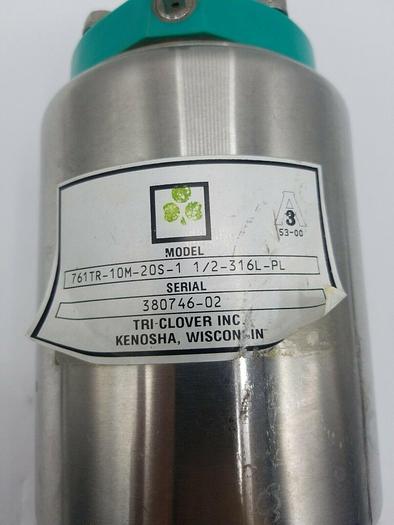 A
3
53-00
MODEL
761TR-10M-20S-1 1/2-316L-PL
SERIAL
380746-02
TRI-CLOVER INC.
KENOSHA, WISCONSIN